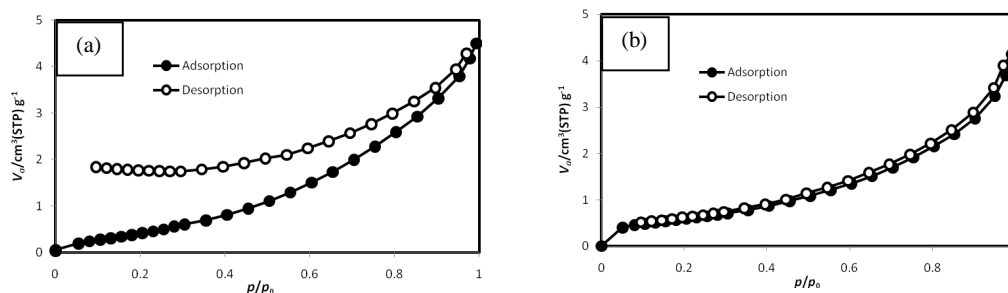 (a)
Adsorption
Desorption
Va/cm³(STP) g⁻¹
5
4
3
2
1
0
0 0.2 0.4 0.6 0.8 1
p/p₀
(b)
Adsorption
Desorption
Va/cm³(STP) g⁻¹
5
4
3
2
1
0
0 0.2 0.4 0.6 0.8
p/p₀